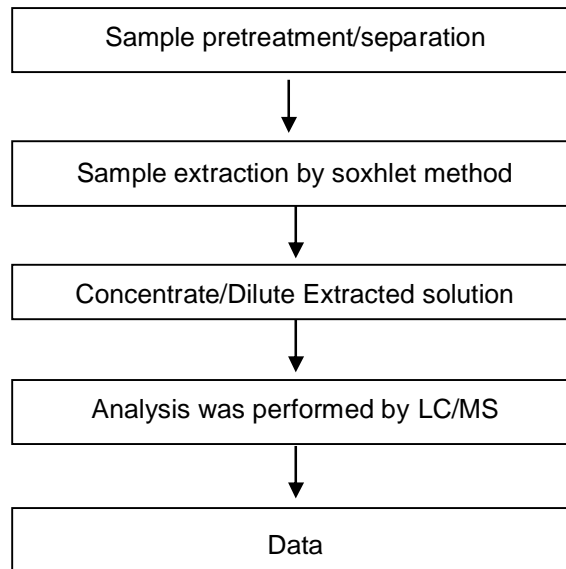 Sample pretreatment/separation
Sample extraction by soxhlet method
Concentrate/Dilute Extracted solution
Analysis was performed by LC/MS
Data